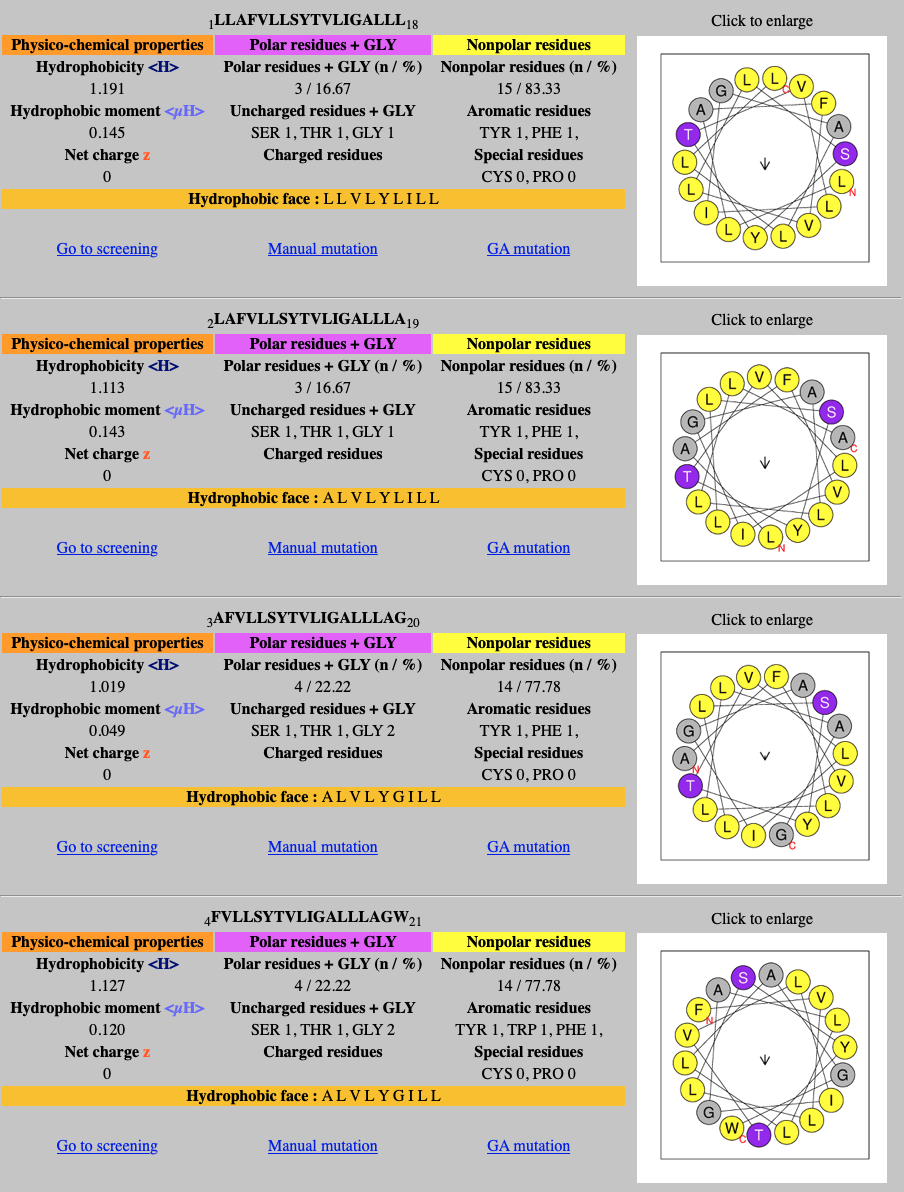 1LLAFVLLSYTVLIGALLL18 Click to enlarge
Physico-chemical properties Polar residues + GLY Nonpolar residues
Hydrophobicity <H> Polar residues + GLY (n / %) Nonpolar residues (n / %)
1.191 3 / 16.67 15 / 83.33
Hydrophobic moment <μH> Uncharged residues + GLY Aromatic residues
0.145 SER 1, THR 1, GLY 1 TYR 1, PHE 1,
Net charge z Charged residues Special residues
0 CYS 0, PRO 0
Hydrophobic face : L L V L Y L I L L
Go to screening Manual mutation GA mutation
L L V F A S L L V L Y L I L L T A G
C N
2LAFVLLSYTVLIGALLLA19 Click to enlarge
Physico-chemical properties Polar residues + GLY Nonpolar residues
Hydrophobicity <H> Polar residues + GLY (n / %) Nonpolar residues (n / %)
1.113 3 / 16.67 15 / 83.33
Hydrophobic moment <μH> Uncharged residues + GLY Aromatic residues
0.143 SER 1, THR 1, GLY 1 TYR 1, PHE 1,
Net charge z Charged residues Special residues
0 CYS 0, PRO 0
Hydrophobic face : A L V L Y L I L L
Go to screening Manual mutation GA mutation
L V F A S A L V L Y L I L L T A G L
C N
3AFVLLSYTVLIGALLLAG20 Click to enlarge
Physico-chemical properties Polar residues + GLY Nonpolar residues
Hydrophobicity <H> Polar residues + GLY (n / %) Nonpolar residues (n / %)
1.019 4 / 22.22 14 / 77.78
Hydrophobic moment <μH> Uncharged residues + GLY Aromatic residues
0.049 SER 1, THR 1, GLY 2 TYR 1, PHE 1,
Net charge z Charged residues Special residues
0 CYS 0, PRO 0
Hydrophobic face : A L V L Y G I L L
Go to screening Manual mutation GA mutation
L V F A S A L V L Y G I L L T A G L
N C
4FVLLSYTVLIGALLLAGW21 Click to enlarge
Physico-chemical properties Polar residues + GLY Nonpolar residues
Hydrophobicity <H> Polar residues + GLY (n / %) Nonpolar residues (n / %)
1.127 4 / 22.22 14 / 77.78
Hydrophobic moment <μH> Uncharged residues + GLY Aromatic residues
0.120 SER 1, THR 1, GLY 2 TYR 1, TRP 1, PHE 1,
Net charge z Charged residues Special residues
0 CYS 0, PRO 0
Hydrophobic face : A L V L Y G I L L
Go to screening Manual mutation GA mutation
S A L V L Y G I L L T W G L L V F A
N C